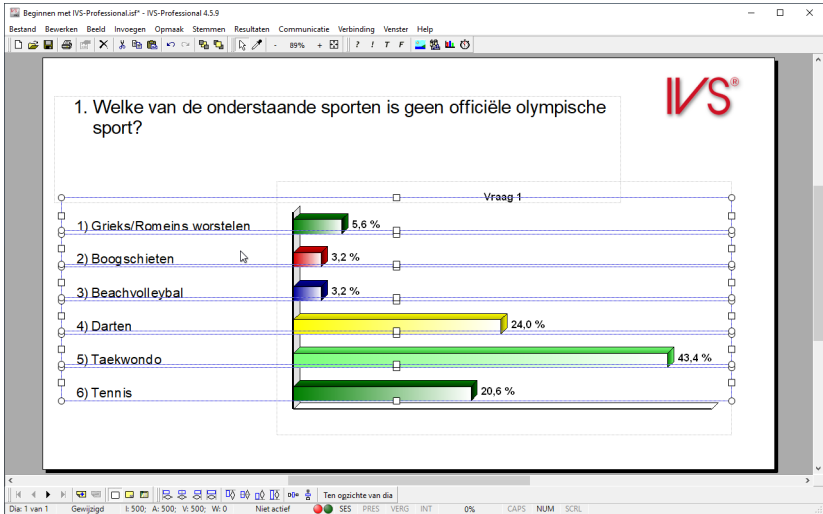 Beginnen met IVS-Professional.isf* - IVS-Professional 4.5.9
Bestand Bewerken Beeld Invoegen Opmaak Stemmen Resultaten Communicatie Verbinding Venster Help
- 89% + ? ! T F
IVS®
1. Welke van de onderstaande sporten is geen officiële olympische
sport?
Vraag 1
1) Grieks/Romeins worstelen 5,6 %
2) Boogschieten 3,2 %
3) Beachvolleybal 3,2 %
4) Darten 24,0 %
5) Taekwondo 43,4 %
6) Tennis 20,6 %
Ten opzichte van dia
Dia: 1 van 1 Gewijzigd I: 500; A: 500; V: 500; W: 0 Niet actief SES PRES VERG INT 0% CAPS NUM SCRL